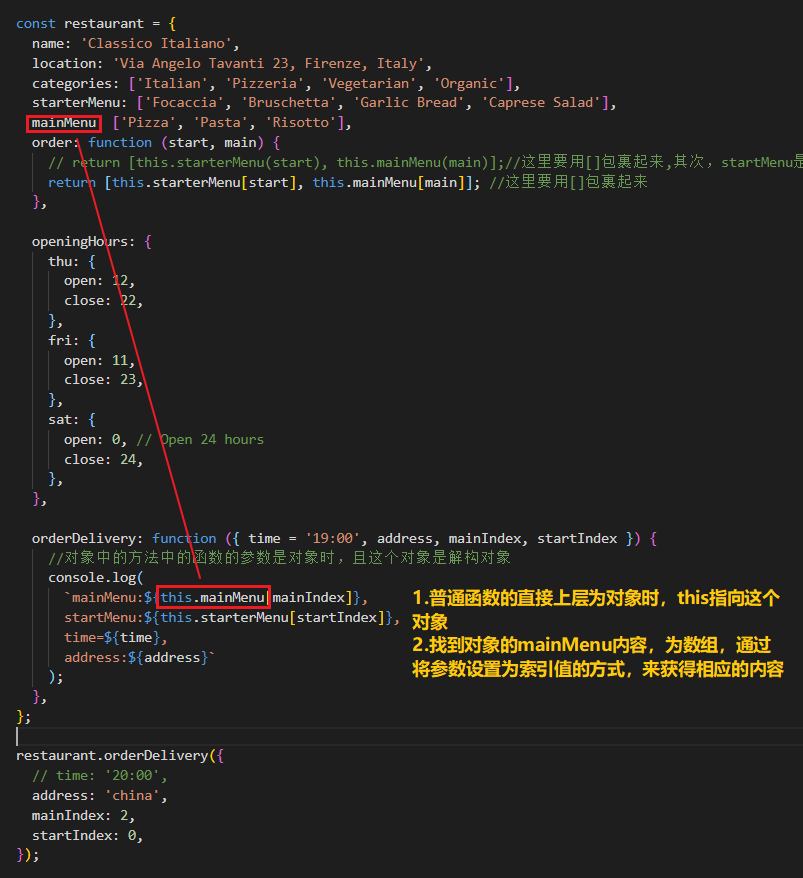 const restaurant = {
name: 'Classico Italiano',
location: 'Via Angelo Tavanti 23, Firenze, Italy',
categories: ['Italian', 'Pizzeria', 'Vegetarian', 'Organic'],
starterMenu: ['Focaccia', 'Bruschetta', 'Garlic Bread', 'Caprese Salad'],
mainMenu ['Pizza', 'Pasta', 'Risotto'],
order: function (start, main) {
// return [this.starterMenu(start), this.mainMenu(main)];//这里要用[]包裹起来,其次，startMenu是
return [this.starterMenu[start], this.mainMenu[main]]; //这里要用[]包裹起来
},
openingHours: {
thu: {
open: 12,
close: 22,
},
fri: {
open: 11,
close: 23,
},
sat: {
open: 0, // Open 24 hours
close: 24,
},
},
orderDelivery: function ({ time = '19:00', address, mainIndex, startIndex }) {
//对象中的方法中的函数的参数是对象时，且这个对象是解构对象
console.log(
`mainMenu:${this.mainMenu[mainIndex]},
startMenu:${this.starterMenu[startIndex]},
time=${time},
address:${address}`
);
},
};
1.普通函数的直接上层为对象时，this指向这个
对象
2.找到对象的mainMenu内容，为数组，通过
将参数设置为索引值的方式，来获得相应的内容
restaurant.orderDelivery({
// time: '20:00',
address: 'china',
mainIndex: 2,
startIndex: 0,
});